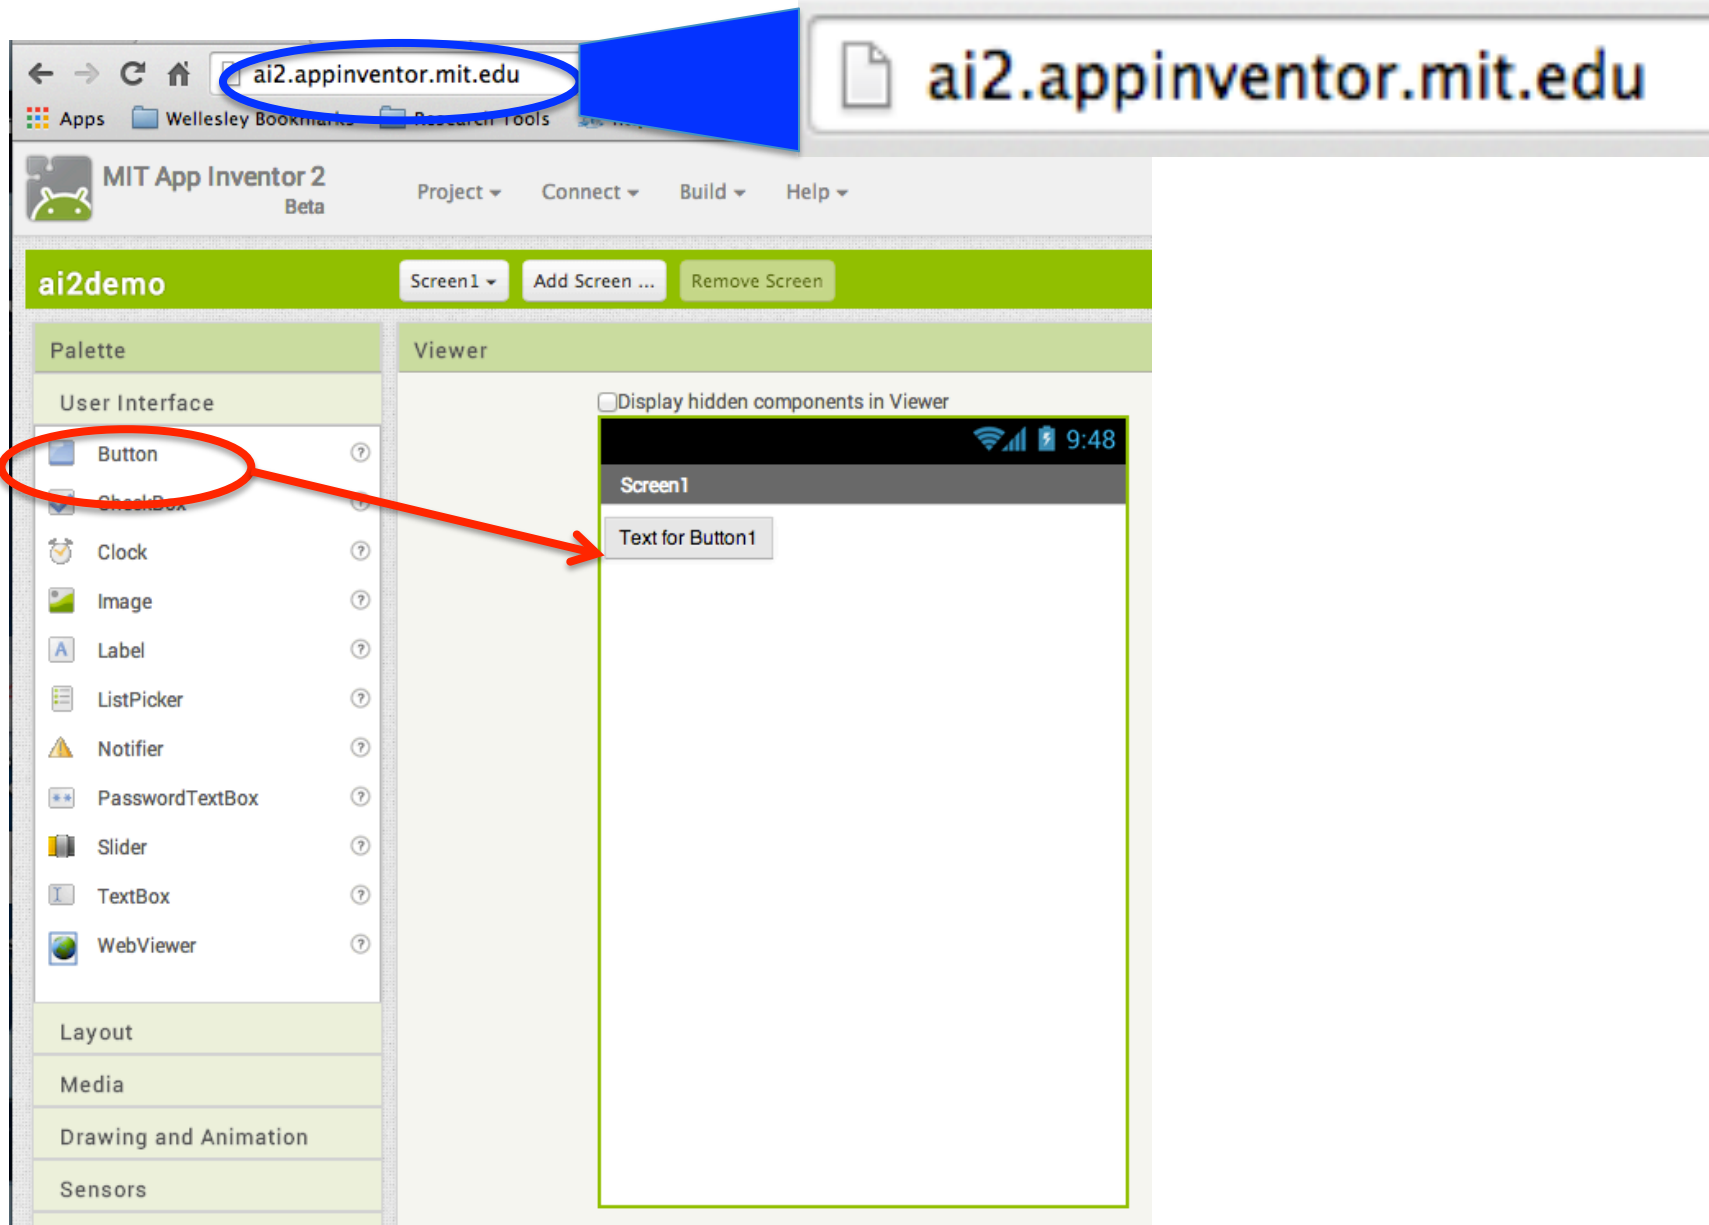 ai2.appinventor.mit.edu
ai2.appinventor.mit.edu
Apps Wellesley Bookmarks Research Tools
MIT App Inventor 2
Beta
Project Connect Build Help
ai2demo
Screen1 Add Screen ... Remove Screen
Palette
Viewer
User Interface
Display hidden components in Viewer
9:48
Button
Screen1
CheckBox
Text for Button1
Clock
Image
Label
ListPicker
Notifier
PasswordTextBox
Slider
TextBox
WebViewer
Layout
Media
Drawing and Animation
Sensors